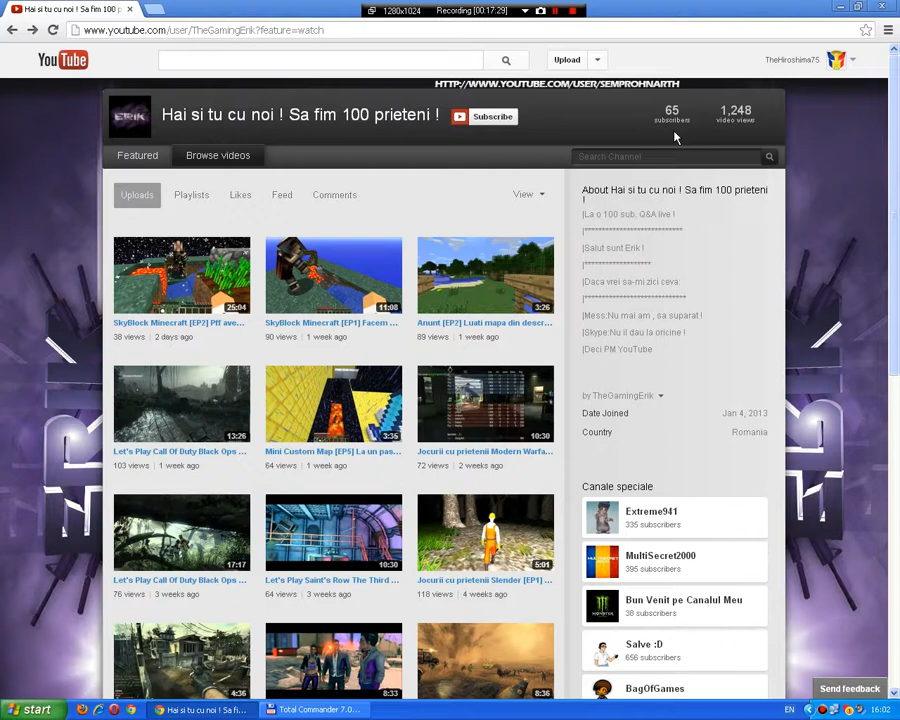 Hai si tu cu noi ! Sa fim 100 p
1280x1024 Recording [00:17:29]
www.youtube.com/user/TheGamingErik?feature=watch
You Tube Upload TheHiroshima75
HTTP://WWW.YOUTUBE.COM/USER/SEMPROHNARTH
ERIK Hai si tu cu noi ! Sa fim 100 prieteni ! Subscribe
65 subscribers
1,248 video views
Featured Browse videos Search Channel
Uploads Playlists Likes Feed Comments View
25:04
11:08
3:26
SkyBlock Minecraft [EP2] Pff ave...
38 views 2 days ago
SkyBlock Minecraft [EP1] Facem ...
90 views 1 week ago
Anunt [EP2] Luati mapa din descr...
89 views 1 week ago
13:26
3:35
10:30
Let's Play Call Of Duty Black Ops ...
103 views 1 week ago
Mini Custom Map [EP5] La un pas...
64 views 1 week ago
Jocurii cu prietenii Modern Warfa...
72 views 2 weeks ago
17:17
10:30
5:01
Let's Play Call Of Duty Black Ops ...
76 views 3 weeks ago
Let's Play Saint's Row The Third ...
64 views 3 weeks ago
Jocurii cu prietenii Slender [EP1] ...
118 views 4 weeks ago
4:36
8:33
8:36
About Hai si tu cu noi ! Sa fim 100 prieteni
!
|La o 100 sub. Q&A live !
|Salut sunt Erik !
|Daca vrei sa-mi zici ceva:
|Mess:Nu mai am , sa suparat !
|Skype:Nu il dau la oricine !
|Deci PM YouTube
by TheGamingErik
Date Joined Jan 4, 2013
Country Romania
Canale speciale
Extreme941
335 subscribers
MultiSecret2000
395 subscribers
Bun Venit pe Canalul Meu
38 subscribers
Salve :D
656 subscribers
BagOfGames
Send feedback
start Hai si tu cu noi ! Sa fi... Total Commander 7.0... EN 16:02